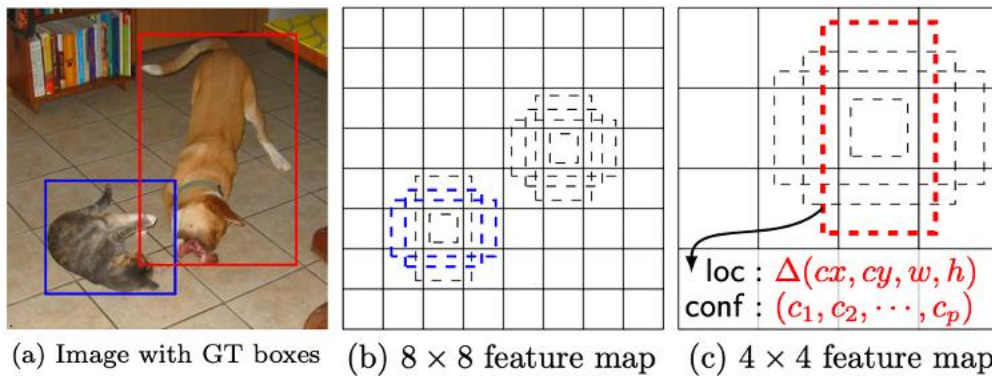 loc : Δ(cx, cy, w, h)
conf : (c₁, c₂, ⋯, cₚ)
(a) Image with GT boxes
(b) 8 × 8 feature map
(c) 4 × 4 feature map